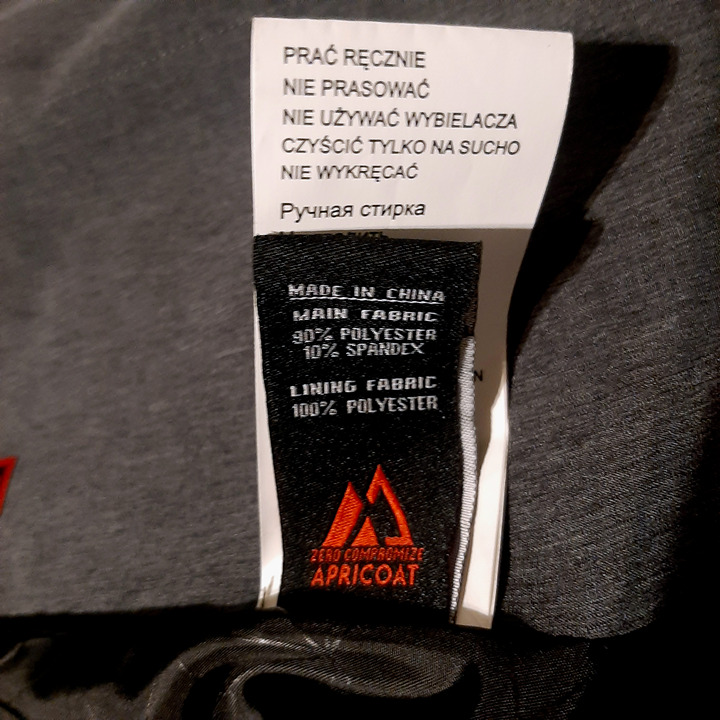 PRAĆ RĘCZNIE
NIE PRASOWAĆ
NIE UŻYWAĆ WYBIELACZA
CZYŚCIĆ TYLKO NA SUCHO
NIE WYKRĘCAĆ
Ручная стирка
MADE IN CHINA
MAIN FABRIC
90% POLYESTER
10% SPANDEX
LINING FABRIC
100% POLYESTER
ZERO COMPROMIZE
APRICOAT